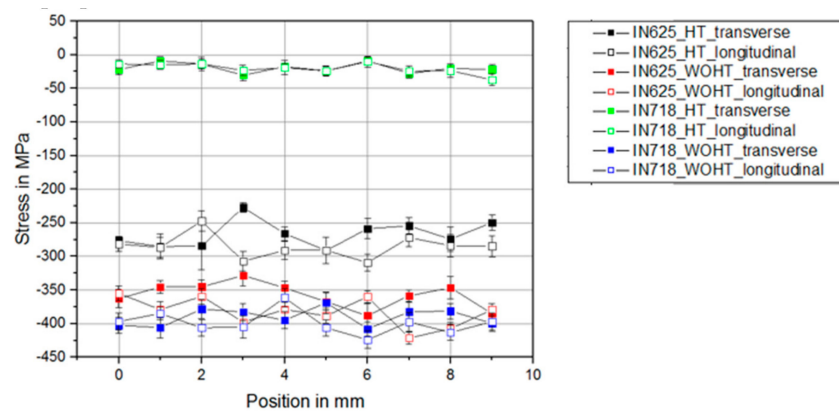 50
0
-50
-100
-150
-200
-250
-300
-350
-400
-450
Stress in MPa
0 2 4 6 8 10
Position in mm
IN625_HT_transverse
IN625_HT_longitudinal
IN625_WOHT_transverse
IN625_WOHT_longitudinal
IN718_HT_transverse
IN718_HT_longitudinal
IN718_WOHT_transverse
IN718_WOHT_longitudinal